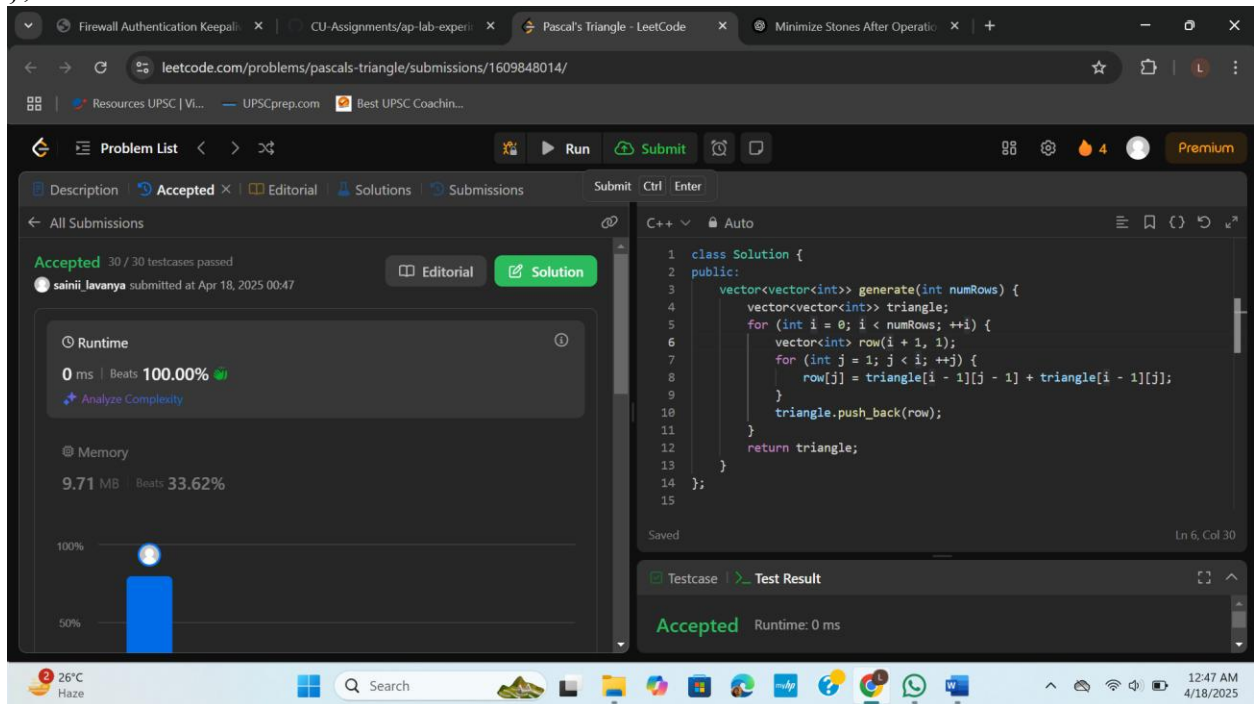 Firewall Authentication Keepaliv
CU-Assignments/ap-lab-experi
Pascal's Triangle - LeetCode
Minimize Stones After Operatio
leetcode.com/problems/pascals-triangle/submissions/1609848014/
L
Resources UPSC | Vi...
UPSCprep.com
Best UPSC Coachin...
Problem List
Run
Submit
4
Premium
Description
Accepted
Editorial
Solutions
Submissions
Submit Ctrl Enter
All Submissions
Accepted 30 / 30 testcases passed
sainii_lavanya submitted at Apr 18, 2025 00:47
Editorial
Solution
Runtime
0 ms | Beats 100.00%
Analyze Complexity
Memory
9.71 MB | Beats 33.62%
100%
50%
C++
Auto
1 class Solution {
2 public:
3 vector<vector<int>> generate(int numRows) {
4 vector<vector<int>> triangle;
5 for (int i = 0; i < numRows; ++i) {
6 vector<int> row(i + 1, 1);
7 for (int j = 1; j < i; ++j) {
8 row[j] = triangle[i - 1][j - 1] + triangle[i - 1][j];
9 }
10 triangle.push_back(row);
11 }
12 return triangle;
13 }
14 };
15
Saved
Ln 6, Col 30
Testcase
Test Result
Accepted Runtime: 0 ms
2
26°C
Haze
Search
myhp
12:47 AM
4/18/2025